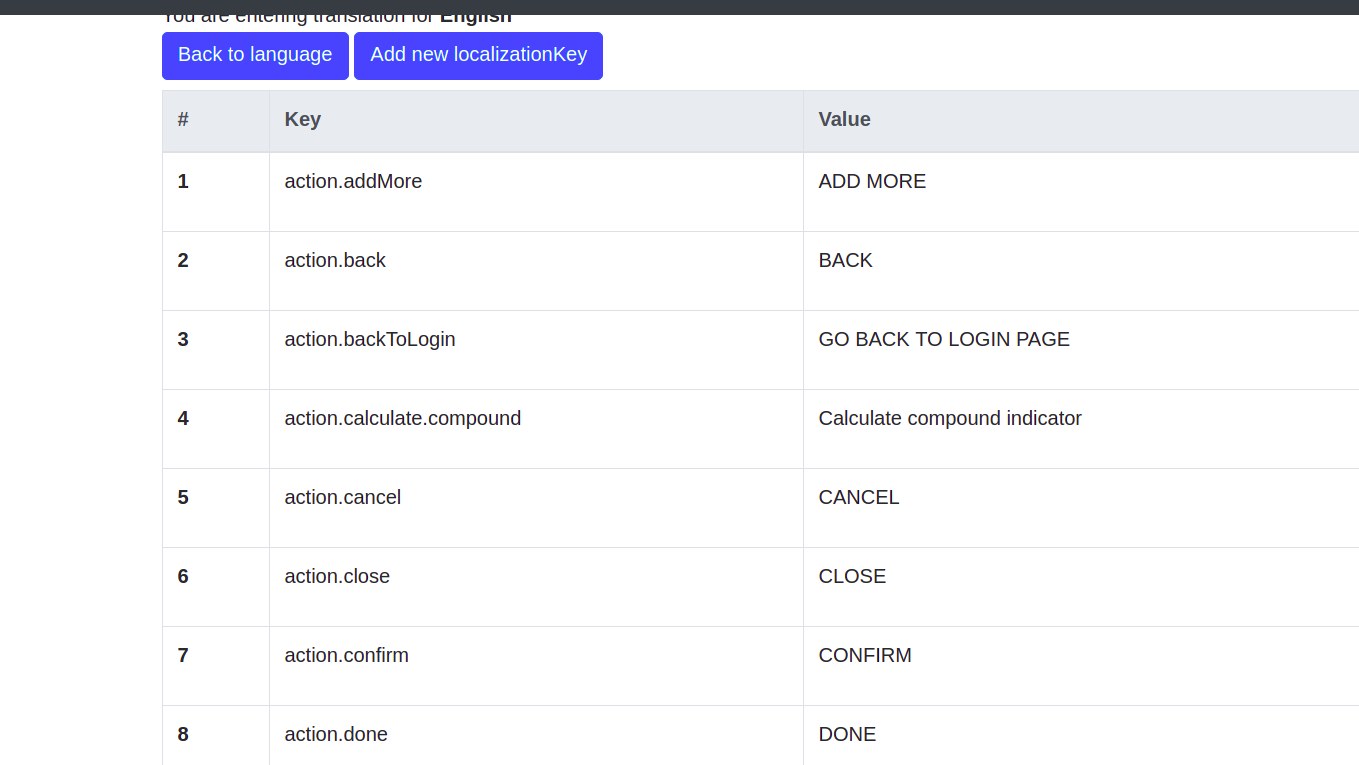 You are entering translation for English
Back to language Add new localizationKey
# Key Value
1 action.addMore ADD MORE
2 action.back BACK
3 action.backToLogin GO BACK TO LOGIN PAGE
4 action.calculate.compound Calculate compound indicator
5 action.cancel CANCEL
6 action.close CLOSE
7 action.confirm CONFIRM
8 action.done DONE